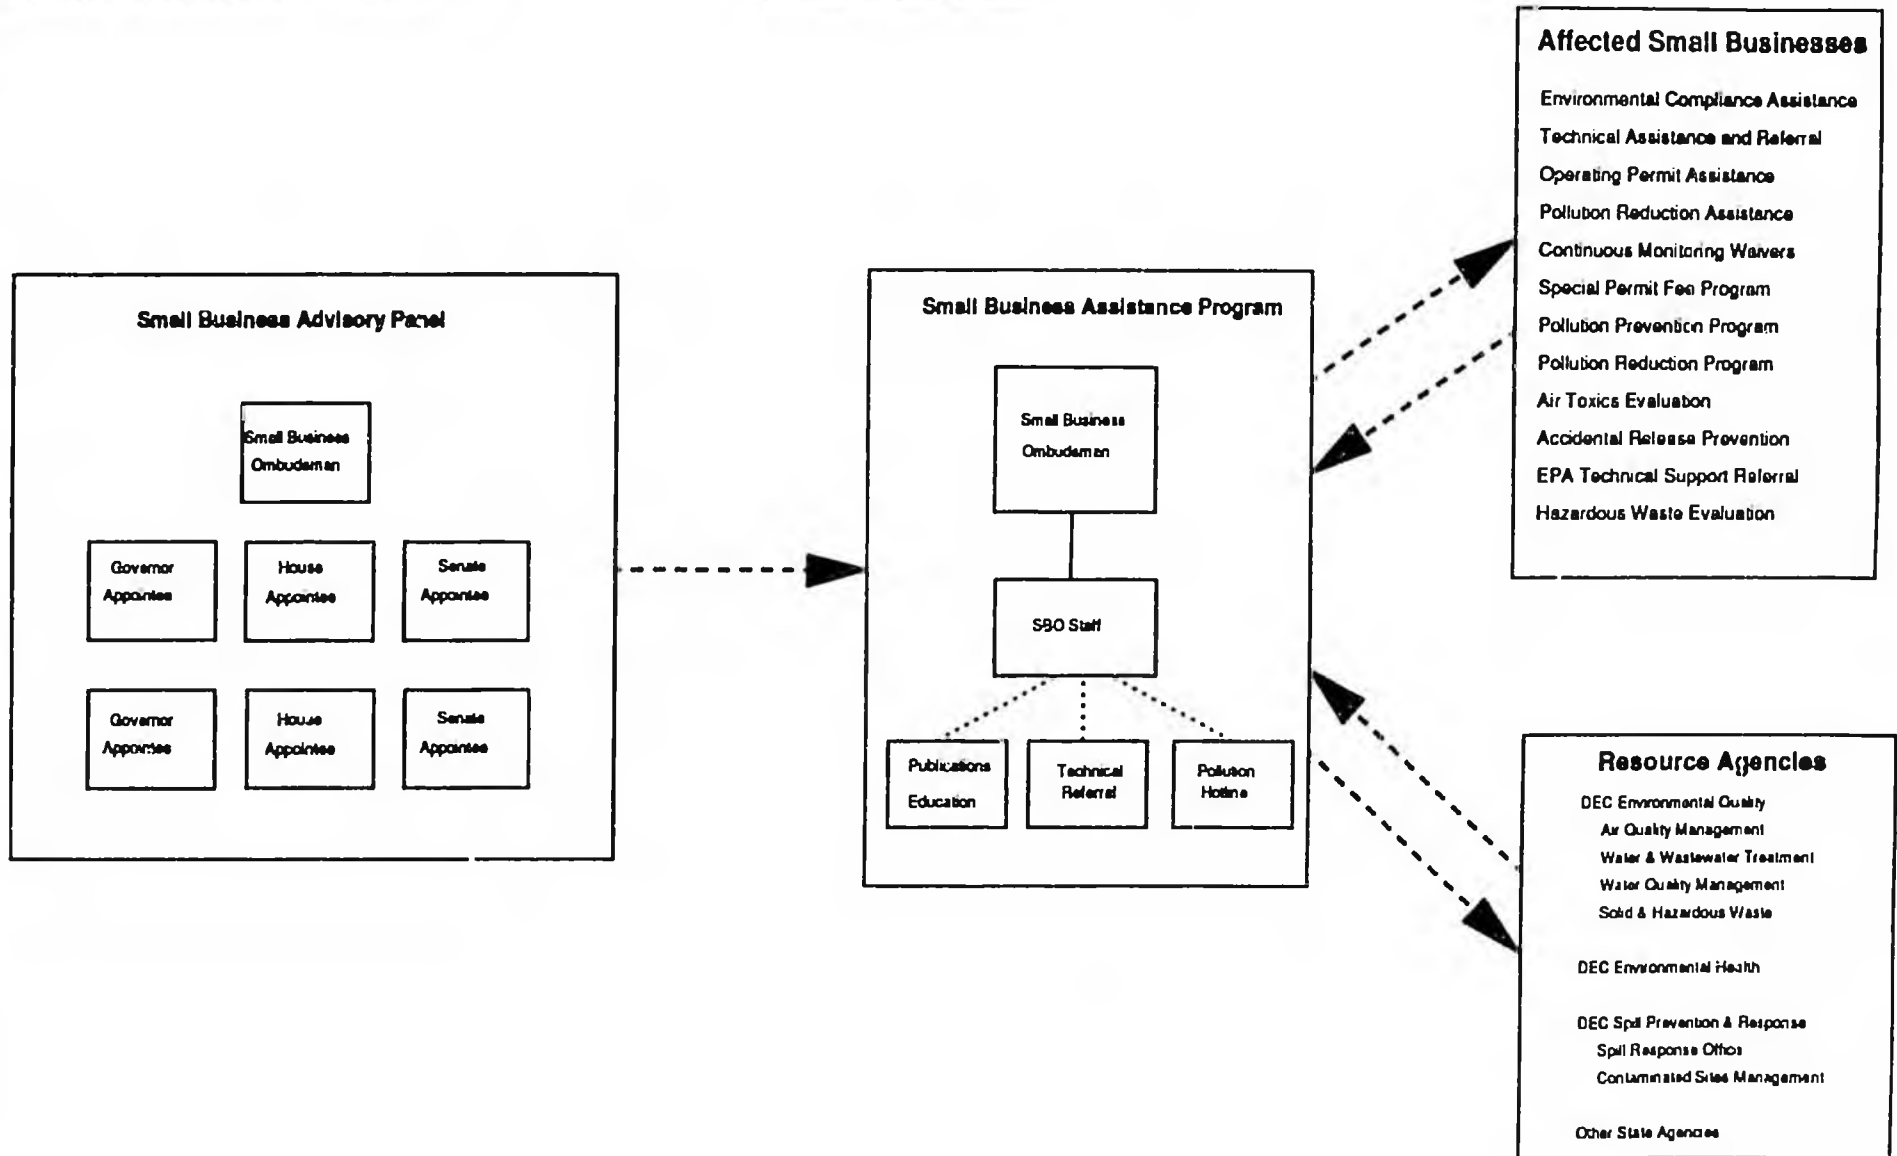 Small Business Advisory Panel
Small Business
Ombudsman
Governor
Appointee
House
Appointee
Senate
Appointee
Governor
Appointee
House
Appointee
Senate
Appointee
Small Business Assistance Program
Small Business
Ombudsman
SBO Staff
Publications
Education
Technical
Referral
Pollution
Hotline
Affected Small Businesses
Environmental Compliance Assistance
Technical Assistance and Referral
Operating Permit Assistance
Pollution Reduction Assistance
Continuous Monitoring Waivers
Special Permit Fee Program
Pollution Prevention Program
Pollution Reduction Program
Air Toxics Evaluation
Accidental Release Prevention
EPA Technical Support Referral
Hazardous Waste Evaluation
Resource Agencies
DEC Environmental Quality
Air Quality Management
Water & Wastewater Treatment
Water Quality Management
Solid & Hazardous Waste
DEC Environmental Health
DEC Spill Prevention & Response
Spill Response Office
Contaminated Sites Management
Other State Agencies